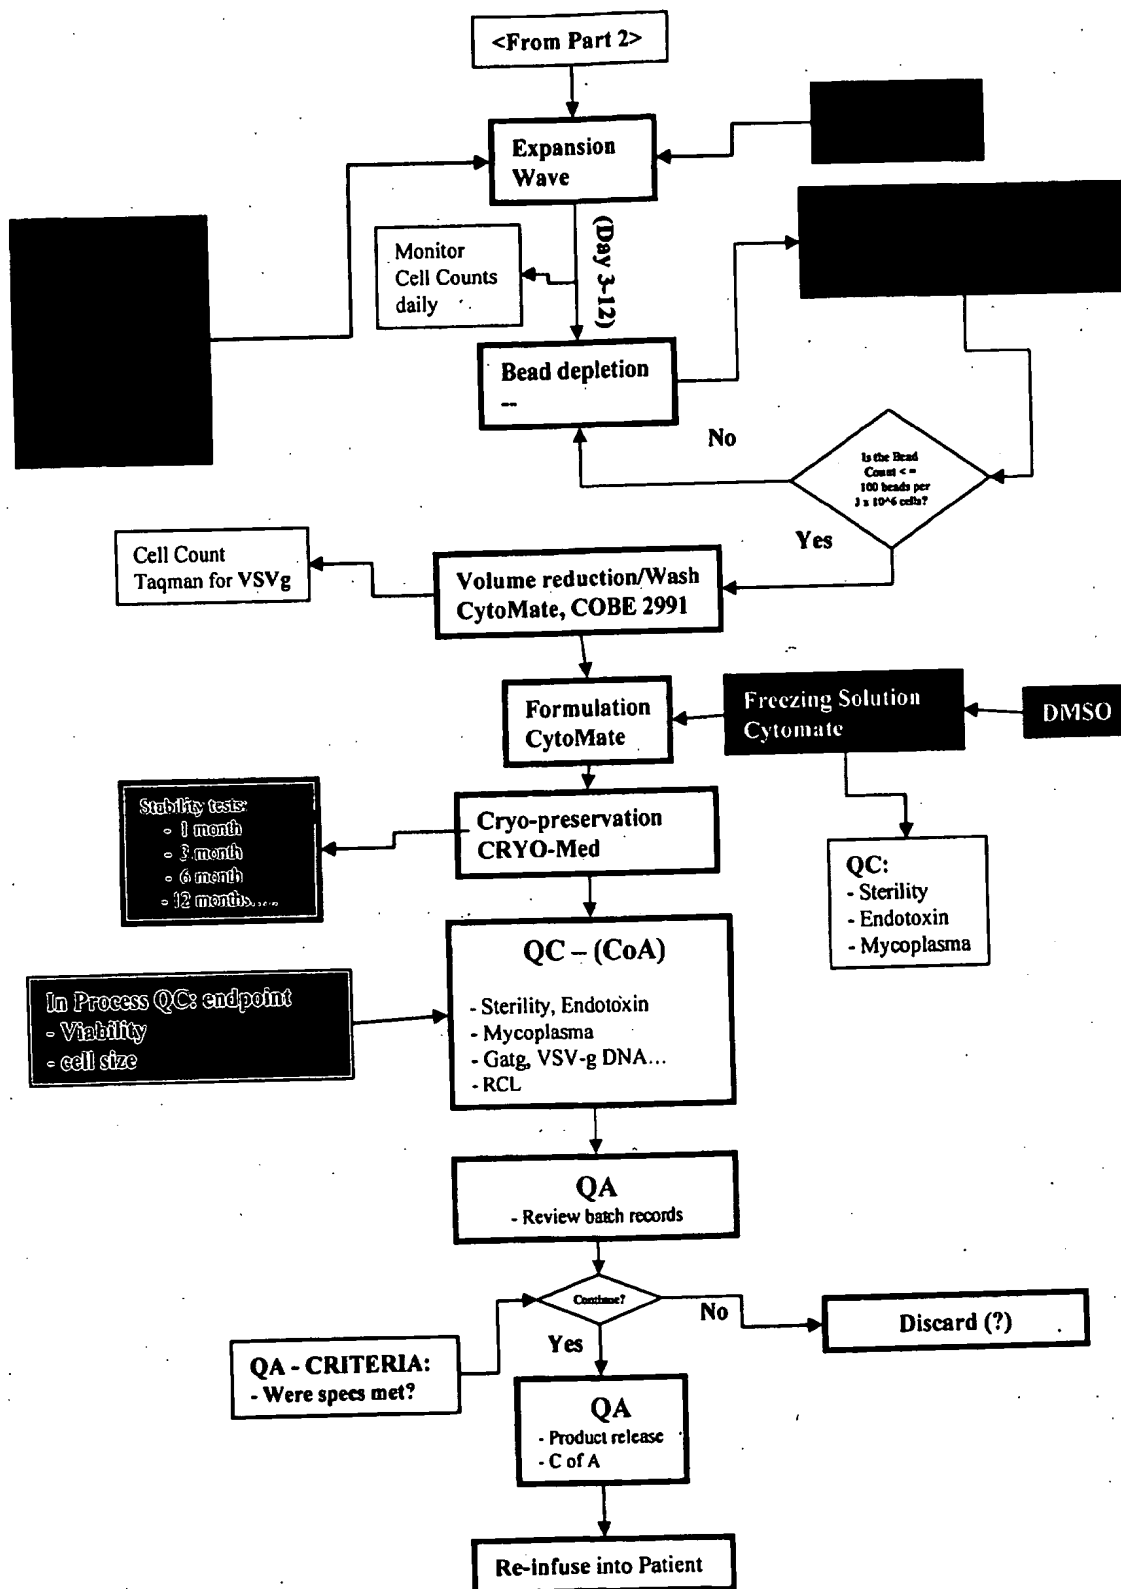 <From Part 2>
Expansion
Wave
(Day 3-12)
Monitor
Cell Counts
daily
Bead depletion
--
No
Is the Bead
Count < =
100 beads per
3 x 10^6 cells?
Yes
Cell Count
Taqman for VSVg
Volume reduction/Wash
CytoMate, COBE 2991
Formulation
CytoMate
Freezing Solution
Cytomate
DMSO
Stability tests:
- 1 month
- 3 month
- 6 month
- 12 months.....
Cryo-preservation
CRYO-Med
QC:
- Sterility
- Endotoxin
- Mycoplasma
QC – (CoA)
- Sterility, Endotoxin
- Mycoplasma
- Gatg, VSV-g DNA...
- RCL
In Process QC: endpoint
- Viability
- cell size
QA
- Review batch records
Continue?
No
Discard (?)
Yes
QA - CRITERIA:
- Were specs met?
QA
- Product release
- C of A
Re-infuse into Patient